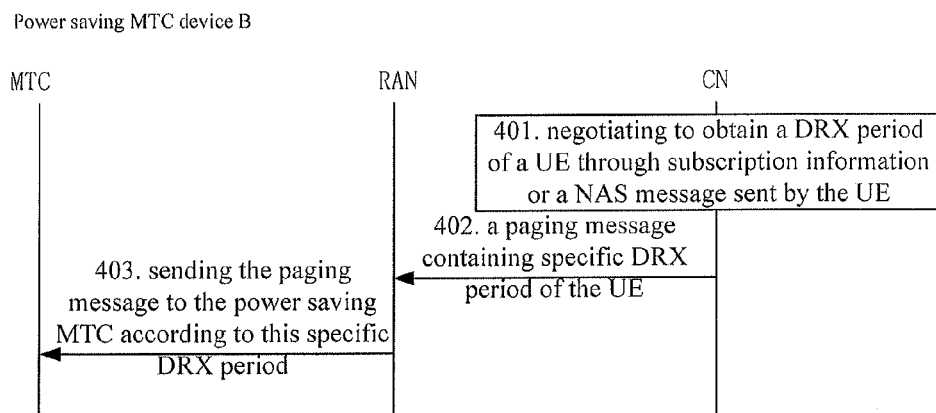 Power saving MTC device B
MTC
RAN
CN
401. negotiating to obtain a DRX period
of a UE through subscription information
or a NAS message sent by the UE
402. a paging message
containing specific DRX
period of the UE
403. sending the paging
message to the power saving
MTC according to this specific
DRX period